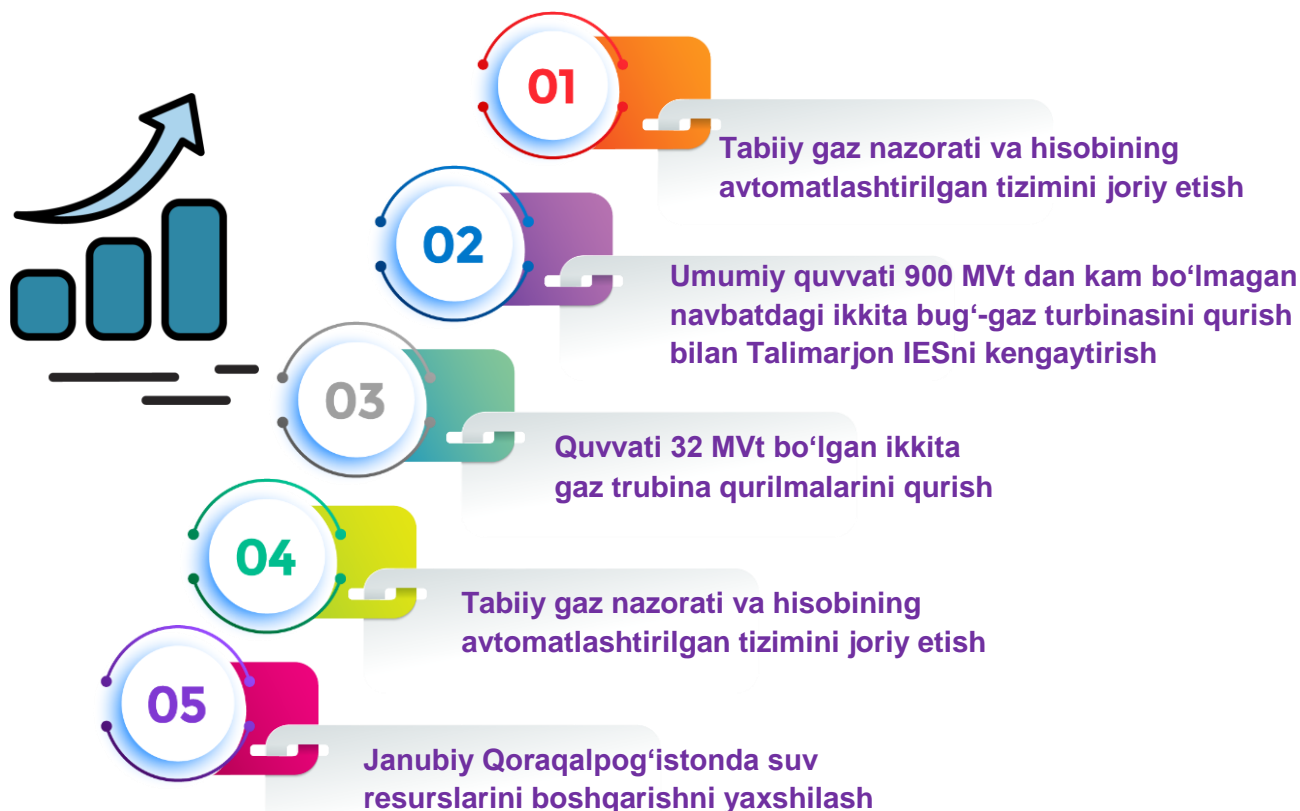 01
Tabiiy gaz nazorati va hisobining
avtomatlashtirilgan tizimini joriy etish
02
Umumiy quvvati 900 MVt dan kam bo‘lmagan
navbatdagi ikkita bug‘-gaz turbinasini qurish
bilan Talimarjon IESni kengaytirish
03
Quvvati 32 MVt bo‘lgan ikkita
gaz trubina qurilmalarini qurish
04
Tabiiy gaz nazorati va hisobining
avtomatlashtirilgan tizimini joriy etish
05
Janubiy Qoraqalpog‘istonda suv
resurslarini boshqarishni yaxshilash